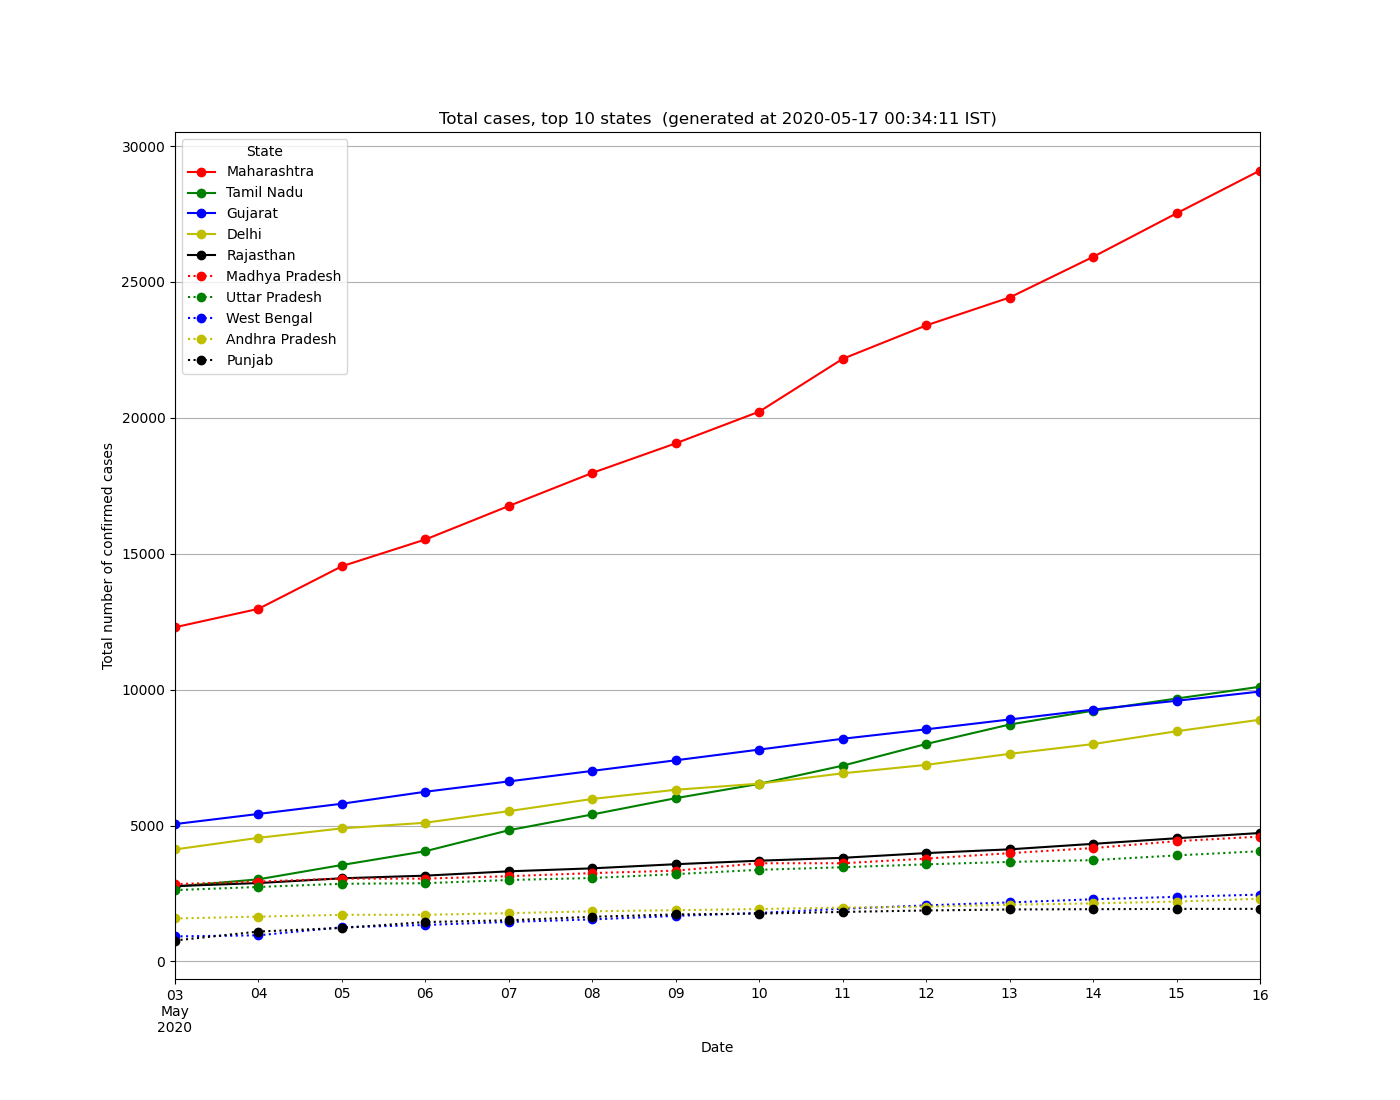 Total cases, top 10 states  (generated at 2020-05-17 00:34:11 IST)
State
Maharashtra
Tamil Nadu
Gujarat
Delhi
Rajasthan
Madhya Pradesh
Uttar Pradesh
West Bengal
Andhra Pradesh
Punjab
30000
25000
20000
15000
10000
5000
0
Total number of confirmed cases
03 04 05 06 07 08 09 10 11 12 13 14 15 16
May
2020
Date